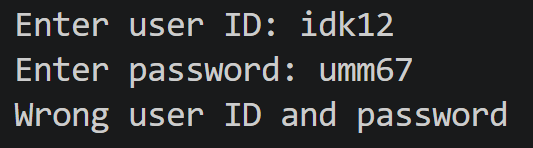 Enter user ID: idk12
Enter password: umm67
Wrong user ID and password